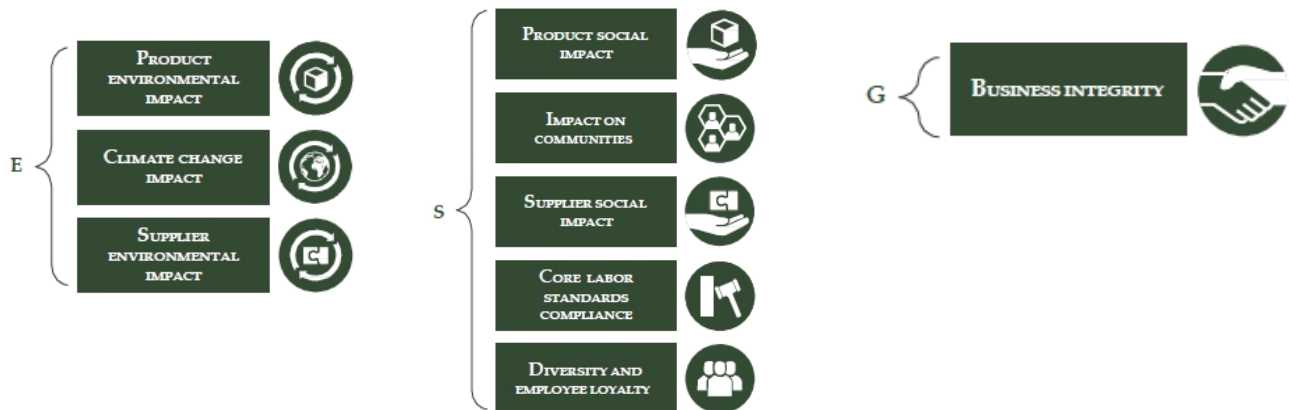 E
PRODUCT
ENVIRONMENTAL
IMPACT
CLIMATE CHANGE
IMPACT
SUPPLIER
ENVIRONMENTAL
IMPACT
S
PRODUCT SOCIAL
IMPACT
IMPACT ON
COMMUNITIES
SUPPLIER SOCIAL
IMPACT
CORE LABOR
STANDARDS
COMPLIANCE
DIVERSITY AND
EMPLOYEE LOYALTY
G
BUSINESS INTEGRITY